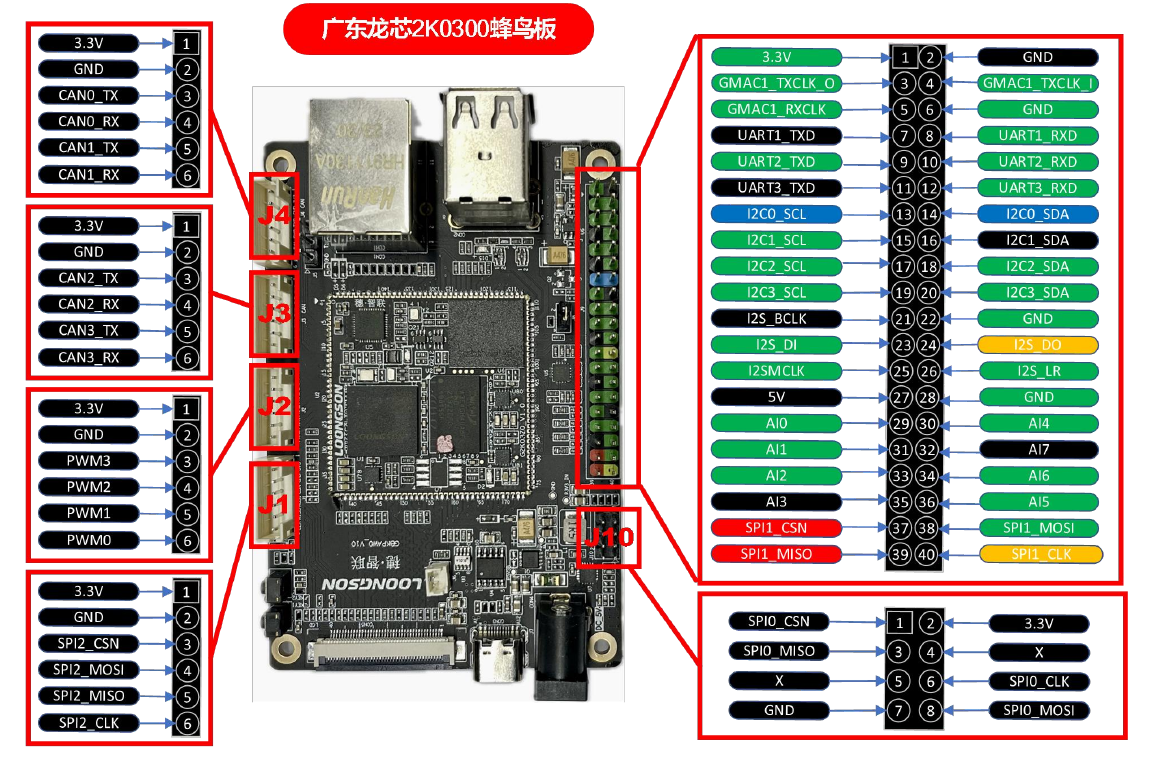 广东龙芯2K0300蜂鸟板
3.3V 1
GND 2
CAN0_TX 3
CAN0_RX 4
CAN1_TX 5
CAN1_RX 6
3.3V 1
GND 2
CAN2_TX 3
CAN2_RX 4
CAN3_TX 5
CAN3_RX 6
3.3V 1
GND 2
PWM3 3
PWM2 4
PWM1 5
PWM0 6
3.3V 1
GND 2
SPI2_CSN 3
SPI2_MOSI 4
SPI2_MISO 5
SPI2_CLK 6
J4
J3
J2
J1
J10
HanRun
LOONGSON
穗·智联
LOONGSON
3.3V 1 2 GND
GMAC1_TXCLK_O 3 4 GMAC1_TXCLK_I
GMAC1_RXCLK 5 6 GND
UART1_TXD 7 8 UART1_RXD
UART2_TXD 9 10 UART2_RXD
UART3_TXD 11 12 UART3_RXD
I2C0_SCL 13 14 I2C0_SDA
I2C1_SCL 15 16 I2C1_SDA
I2C2_SCL 17 18 I2C2_SDA
I2C3_SCL 19 20 I2C3_SDA
I2S_BCLK 21 22 GND
I2S_DI 23 24 I2S_DO
I2SMCLK 25 26 I2S_LR
5V 27 28 GND
AI0 29 30 AI4
AI1 31 32 AI7
AI2 33 34 AI6
AI3 35 36 AI5
SPI1_CSN 37 38 SPI1_MOSI
SPI1_MISO 39 40 SPI1_CLK
SPI0_CSN 1 2 3.3V
SPI0_MISO 3 4 X
X 5 6 SPI0_CLK
GND 7 8 SPI0_MOSI